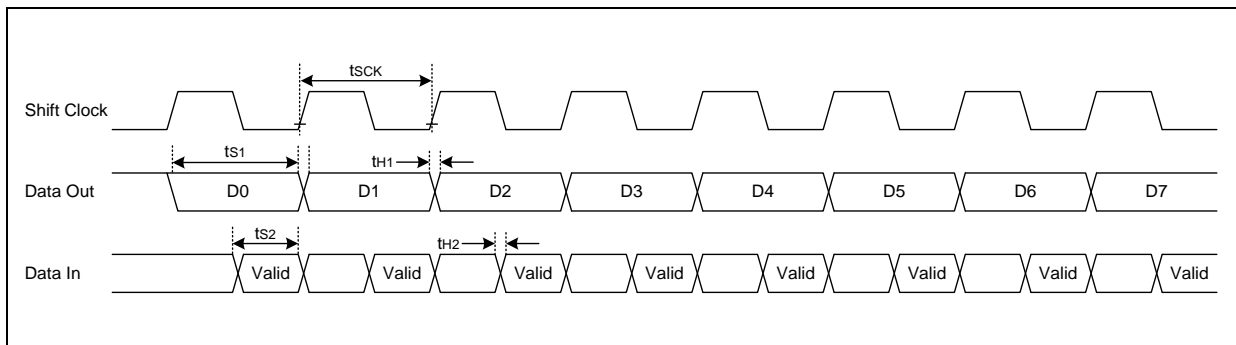 tSCK
Shift Clock
tS1
tH1
Data Out
D0
D1
D2
D3
D4
D5
D6
D7
tS2
tH2
Data In
Valid
Valid
Valid
Valid
Valid
Valid
Valid
Valid